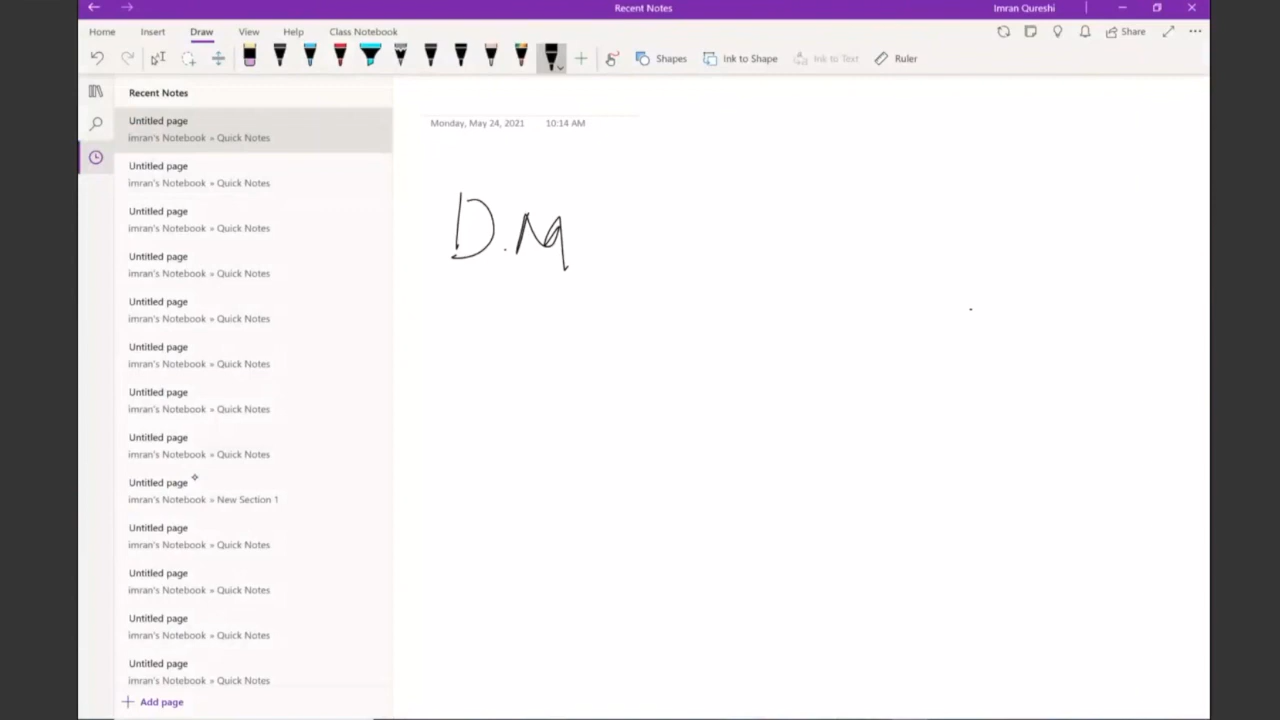 Recent Notes
Imran Qureshi
Home Insert Draw View Help Class Notebook
Share
Shapes Ink to Shape Ink to Text Ruler
Recent Notes
Untitled page
imran's Notebook » Quick Notes
Untitled page
imran's Notebook » Quick Notes
Untitled page
imran's Notebook » Quick Notes
Untitled page
imran's Notebook » Quick Notes
Untitled page
imran's Notebook » Quick Notes
Untitled page
imran's Notebook » Quick Notes
Untitled page
imran's Notebook » Quick Notes
Untitled page
imran's Notebook » Quick Notes
Untitled page
imran's Notebook » New Section 1
Untitled page
imran's Notebook » Quick Notes
Untitled page
imran's Notebook » Quick Notes
Untitled page
imran's Notebook » Quick Notes
Untitled page
imran's Notebook » Quick Notes
Add page
Monday, May 24, 2021 10:14 AM
D.M